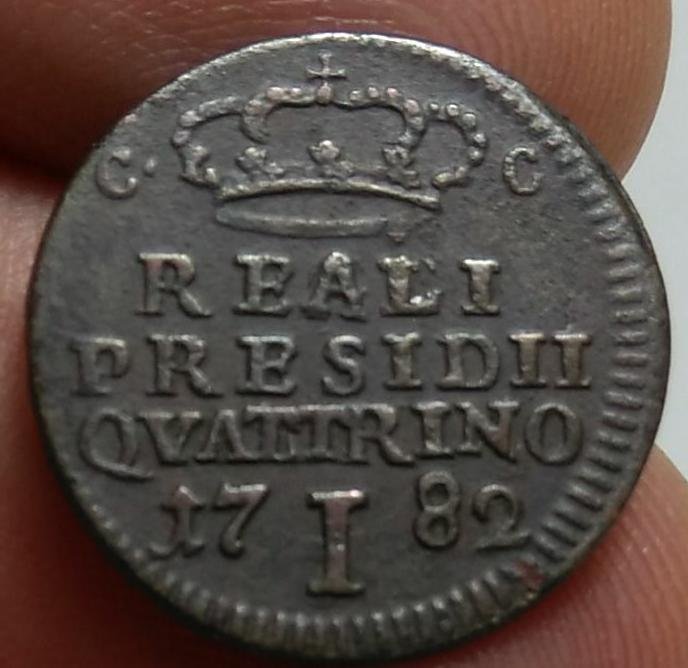 C. C
REALI
PRESIDII
QVATTRINO
17 I 82